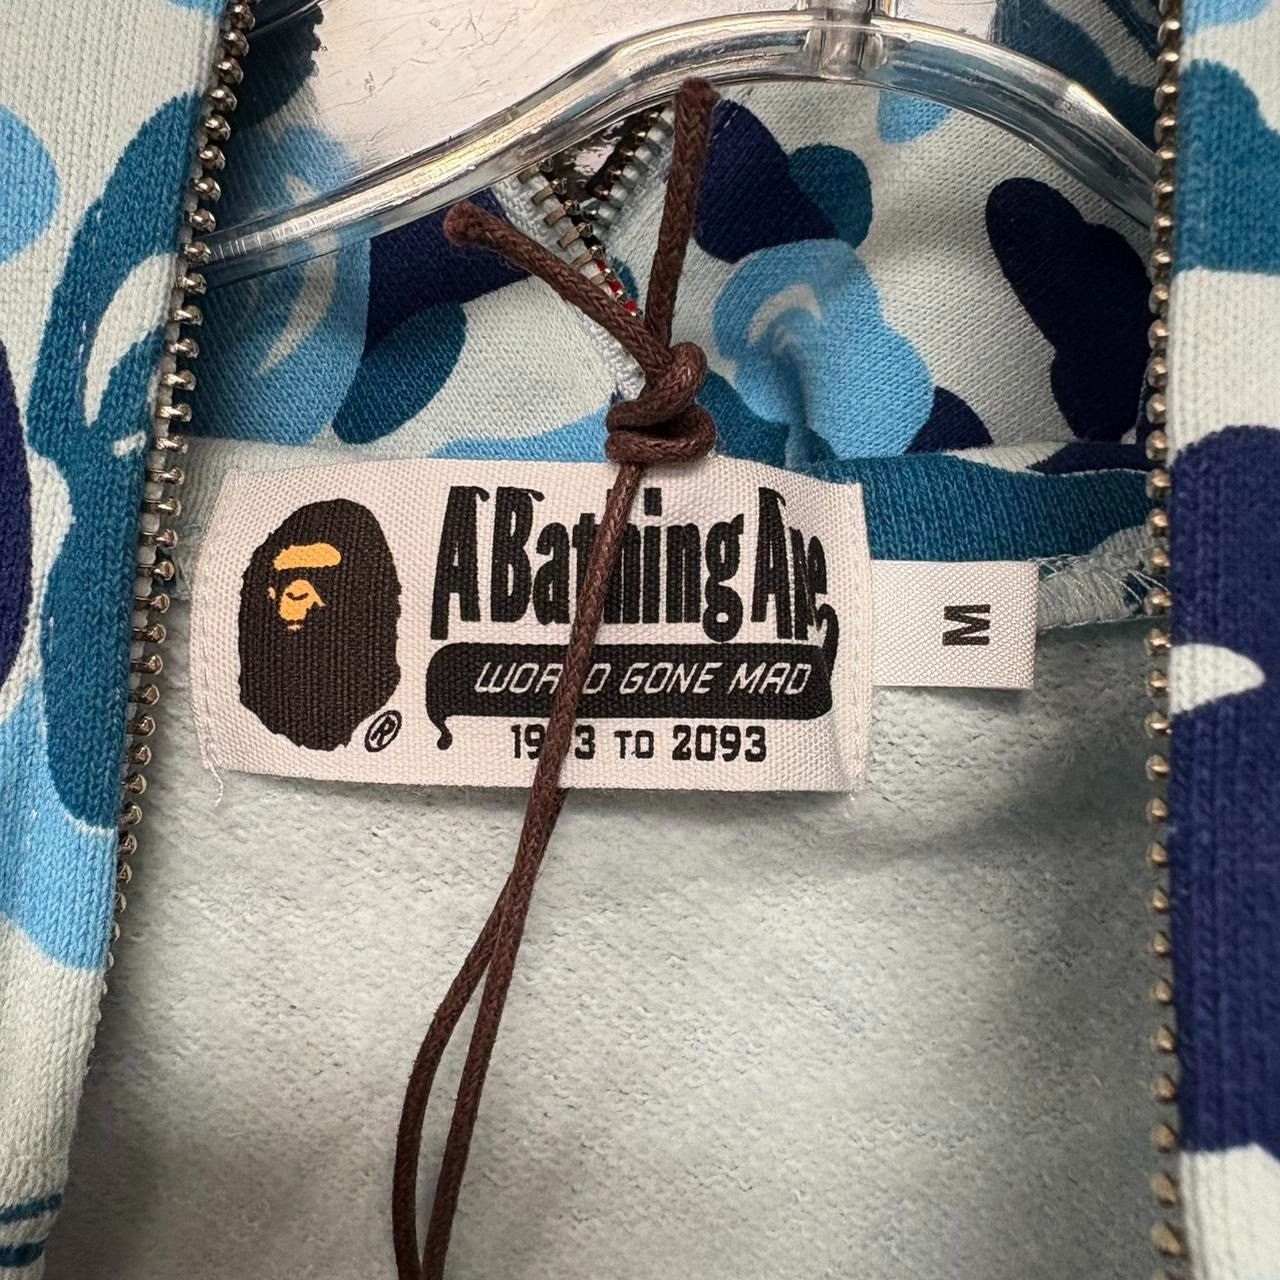 A Bathing Ape
WORLD GONE MAD
1993 TO 2093
®
M